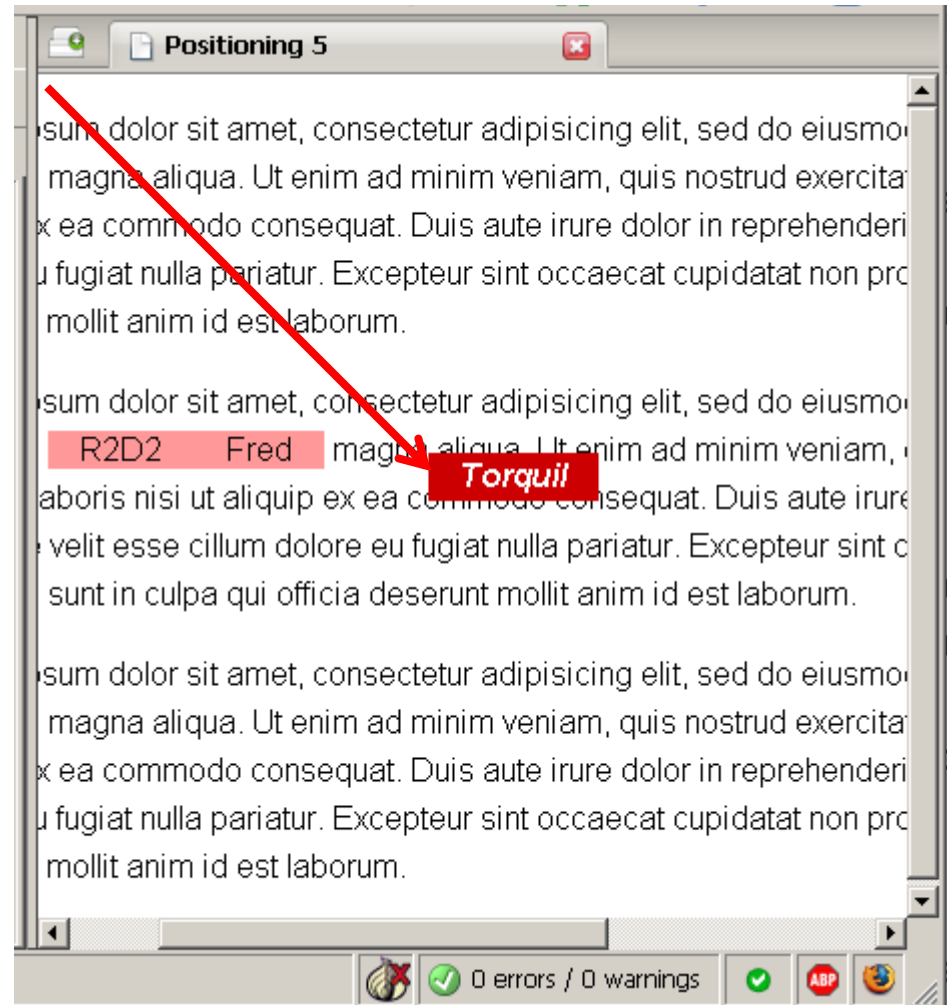 Positioning 5
sum dolor sit amet, consectetur adipisicing elit, sed do eiusmo
magna aliqua. Ut enim ad minim veniam, quis nostrud exercita
x ea commodo consequat. Duis aute irure dolor in reprehenderi
u fugiat nulla pariatur. Excepteur sint occaecat cupidatat non pro
mollit anim id est laborum.
sum dolor sit amet, consectetur adipisicing elit, sed do eiusmo
R2D2 Fred magna aliqua. Ut enim ad minim veniam,
Torquil
aboris nisi ut aliquip ex ea commodo consequat. Duis aute irure
velit esse cillum dolore eu fugiat nulla pariatur. Excepteur sint c
sunt in culpa qui officia deserunt mollit anim id est laborum.
sum dolor sit amet, consectetur adipisicing elit, sed do eiusmo
magna aliqua. Ut enim ad minim veniam, quis nostrud exercita
x ea commodo consequat. Duis aute irure dolor in reprehenderi
u fugiat nulla pariatur. Excepteur sint occaecat cupidatat non pro
mollit anim id est laborum.
0 errors / 0 warnings
ABP